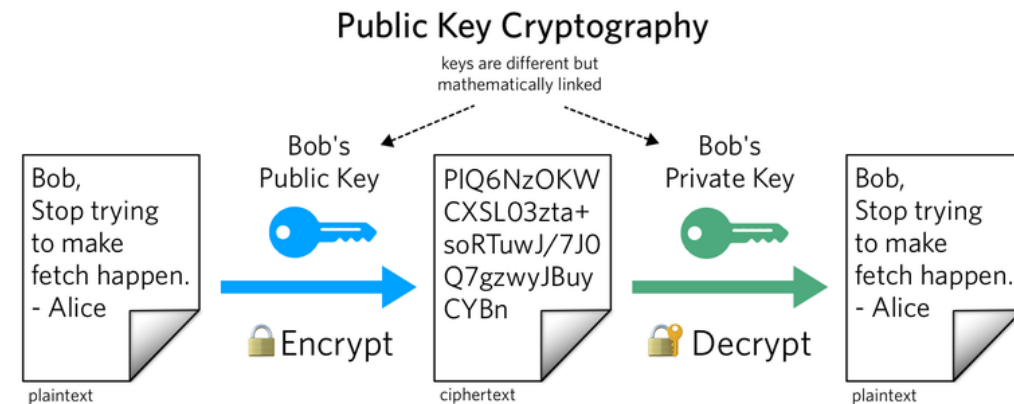 Public Key Cryptography
keys are different but
mathematically linked
Bob's
Public Key
Bob's
Private Key
Bob,
Stop trying
to make
fetch happen.
- Alice
plaintext
Encrypt
PlQ6NzOKW
CXSL03zta+
soRTuwJ/7J0
Q7gzwyJBuy
CYBn
ciphertext
Decrypt
Bob,
Stop trying
to make
fetch happen.
- Alice
plaintext